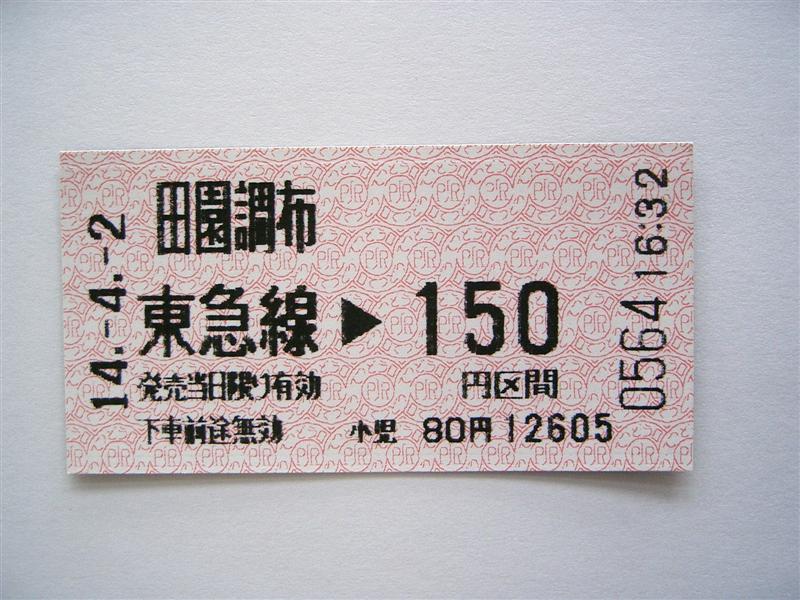 田園調布
東急線▶150
発売当日限り有効 円区間
下車前途無効 小児 80円 12605
14.-4.-2
0564 16:32